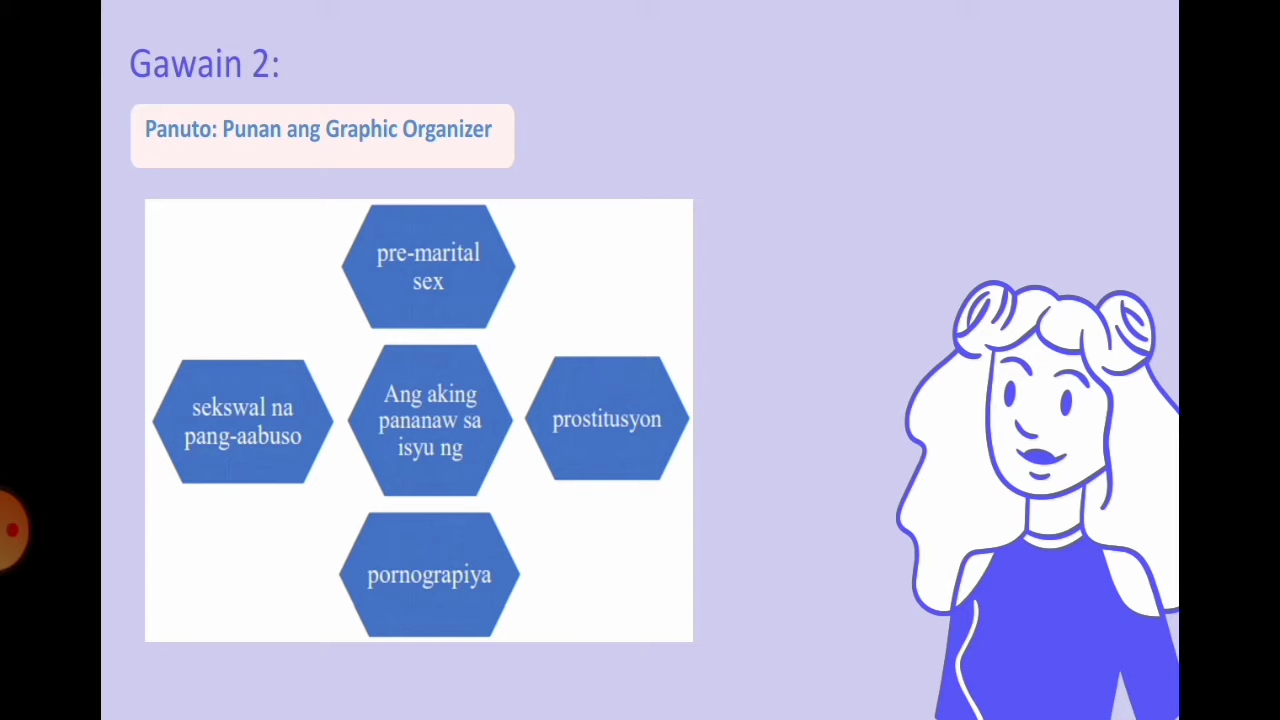 Gawain 2:
Panuto: Punan ang Graphic Organizer
pre-marital
sex
sekswal na
pang-aabuso
Ang aking
pananaw sa
isyu ng
prostitusyon
pornograpiya